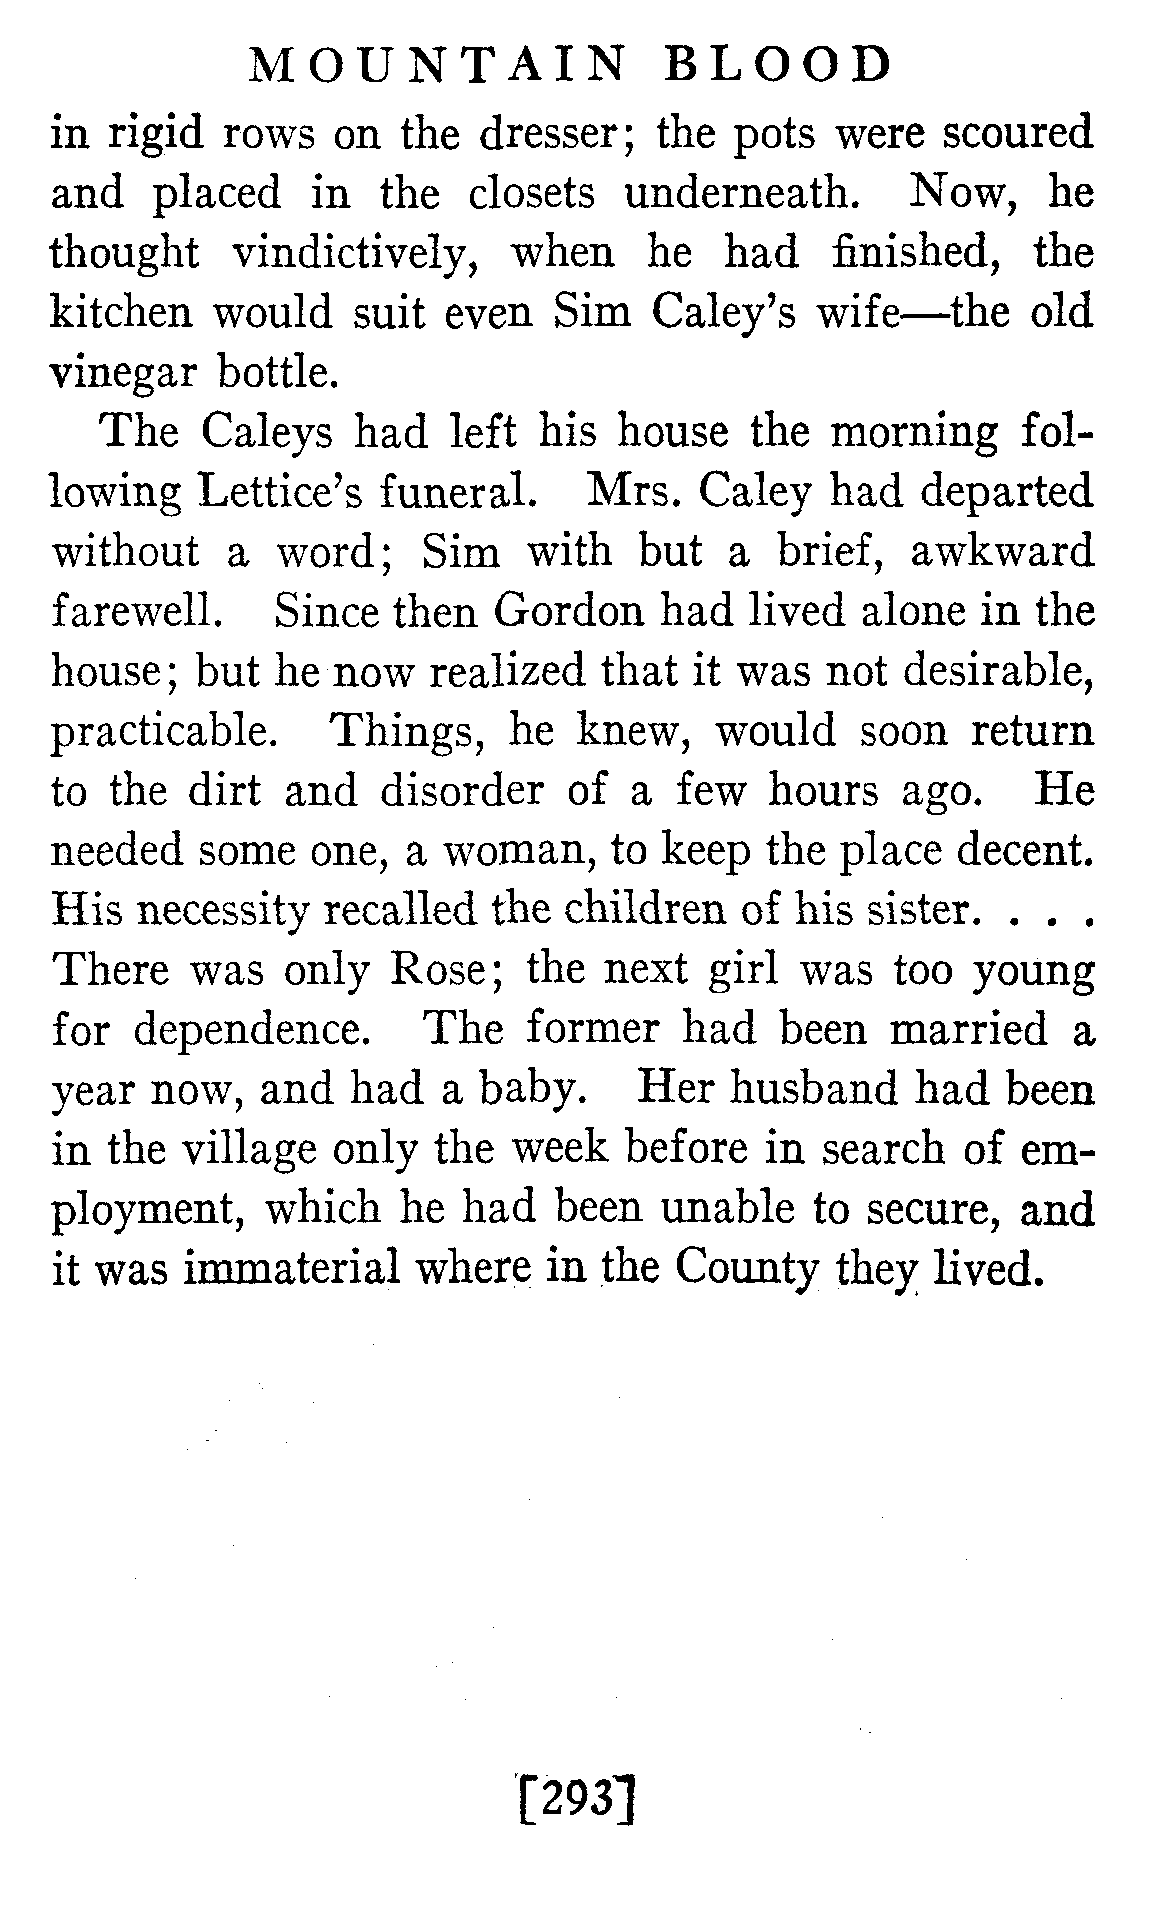 MOUNTAIN BLOOD
in rigid rows on the dresser; the pots were scoured
and placed in the closets underneath. Now, he
thought vindictively, when he had finished, the
kitchen would suit even Sim Caley's wife—the old
vinegar bottle.
The Caleys had left his house the morning fol-
lowing Lettice's funeral. Mrs. Caley had departed
without a word; Sim with but a brief, awkward
farewell. Since then Gordon had lived alone in the
house; but he now realized that it was not desirable,
practicable. Things, he knew, would soon return
to the dirt and disorder of a few hours ago. He
needed some one, a woman, to keep the place decent.
His necessity recalled the children of his sister. . . .
There was only Rose; the next girl was too young
for dependence. The former had been married a
year now, and had a baby. Her husband had been
in the village only the week before in search of em-
ployment, which he had been unable to secure, and
it was immaterial where in the County they lived.
[293]